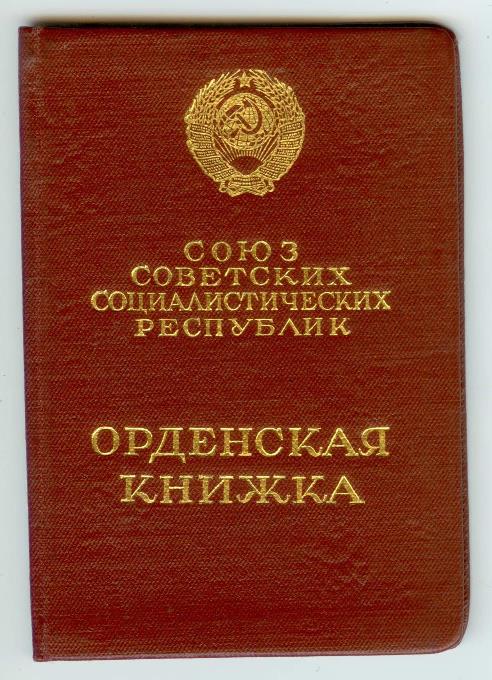 СОЮЗ
СОВЕТСКИХ
СОЦИАЛИСТИЧЕСКИХ
РЕСПУБЛИК
ОРДЕНСКАЯ
КНИЖКА